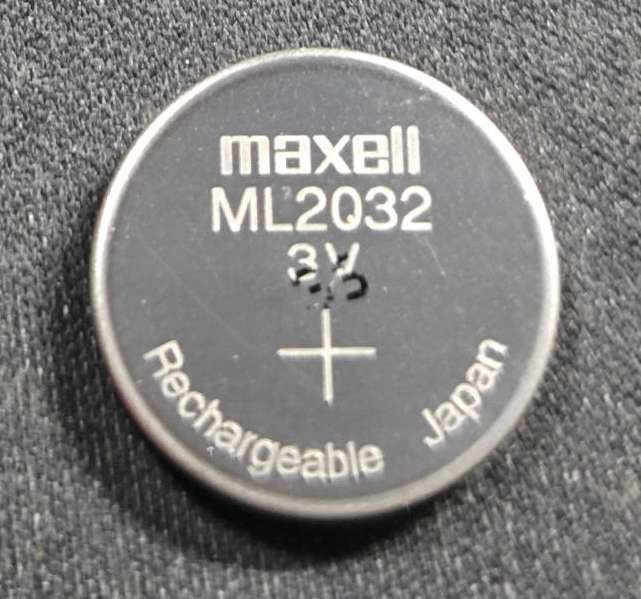 maxell
ML2032
3V
+
Rechargeable Japan